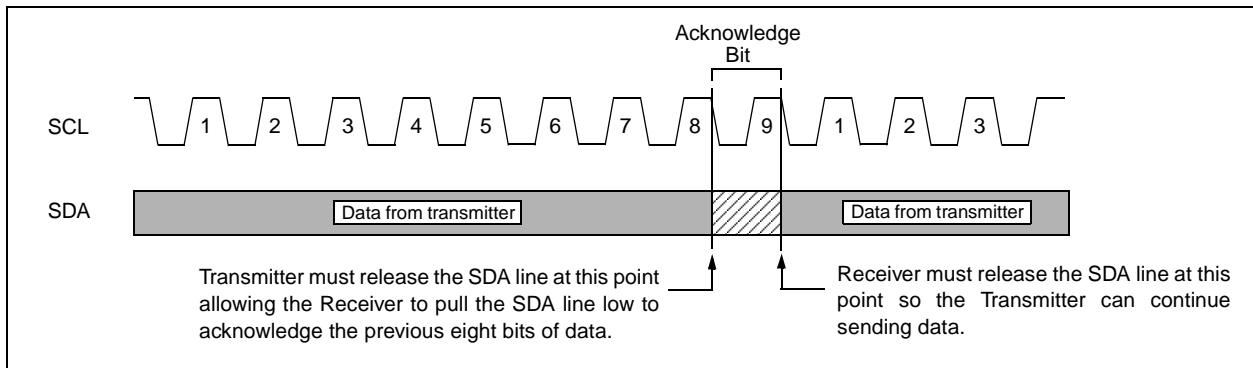 Acknowledge
Bit
SCL
1 2 3 4 5 6 7 8 9 1 2 3
SDA
Data from transmitter
Data from transmitter
Transmitter must release the SDA line at this point
allowing the Receiver to pull the SDA line low to
acknowledge the previous eight bits of data.
Receiver must release the SDA line at this
point so the Transmitter can continue
sending data.